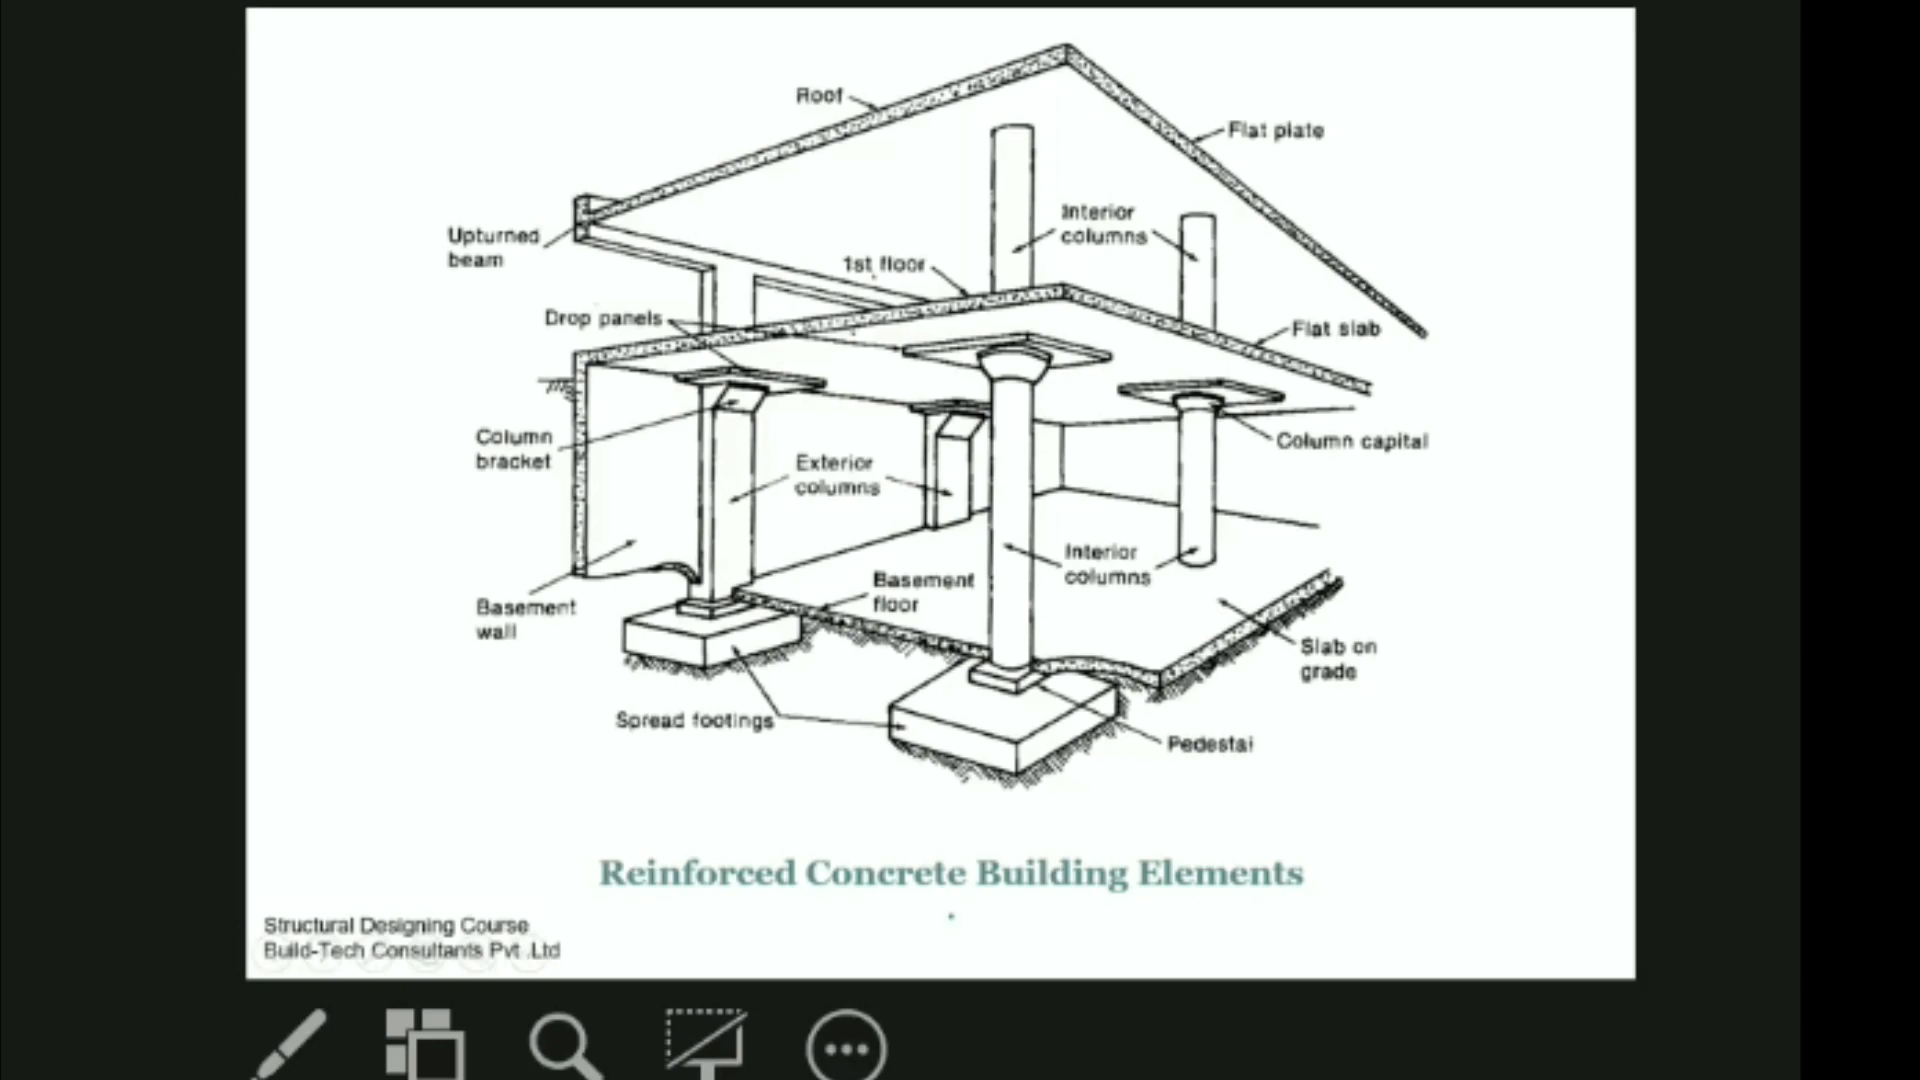 Roof
Flat plate
Interior
columns
Upturned
beam
1st floor
Drop panels
Flat slab
Column
bracket
Column capital
Exterior
columns
Interior
columns
Basement
floor
Basement
wall
Slab on
grade
Spread footings
Pedestal
Reinforced Concrete Building Elements
Structural Designing Course
Build-Tech Consultants Pvt .Ltd